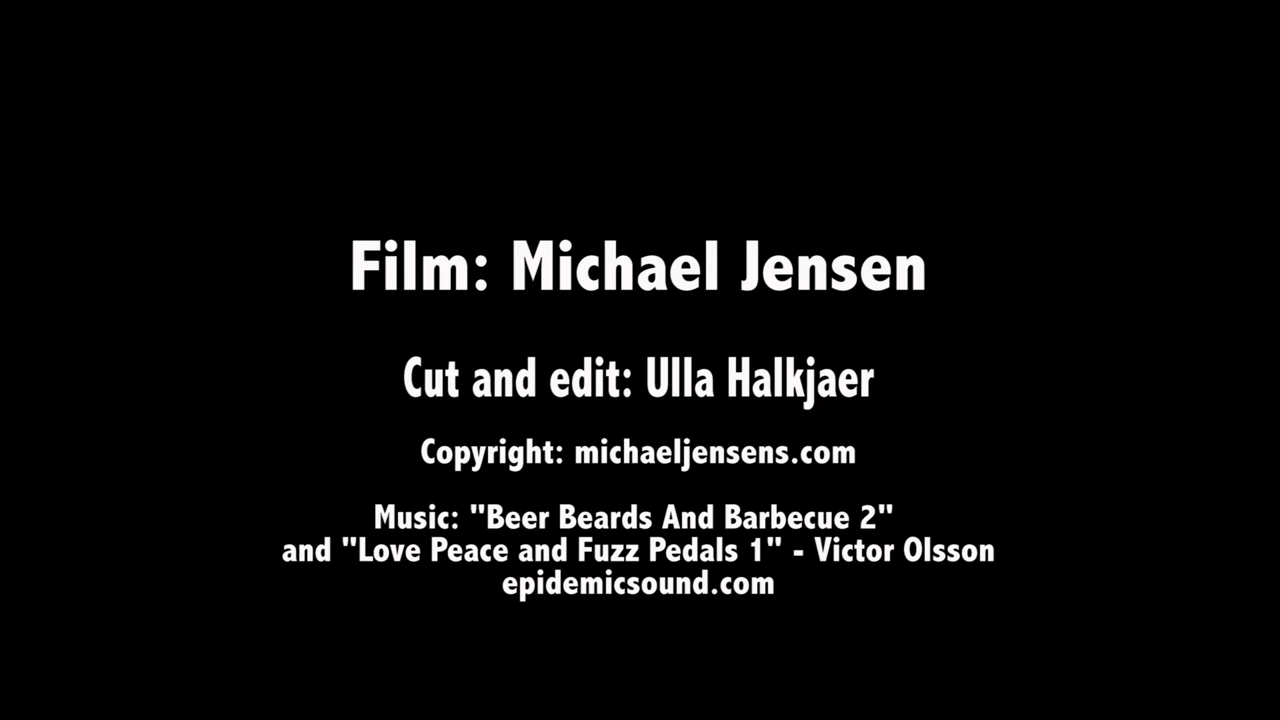 Film: Michael Jensen
Cut and edit: Ulla Halkjaer
Copyright: michaeljensens.com
Music: "Beer Beards And Barbecue 2"
and "Love Peace and Fuzz Pedals 1" - Victor Olsson
epidemicsound.com